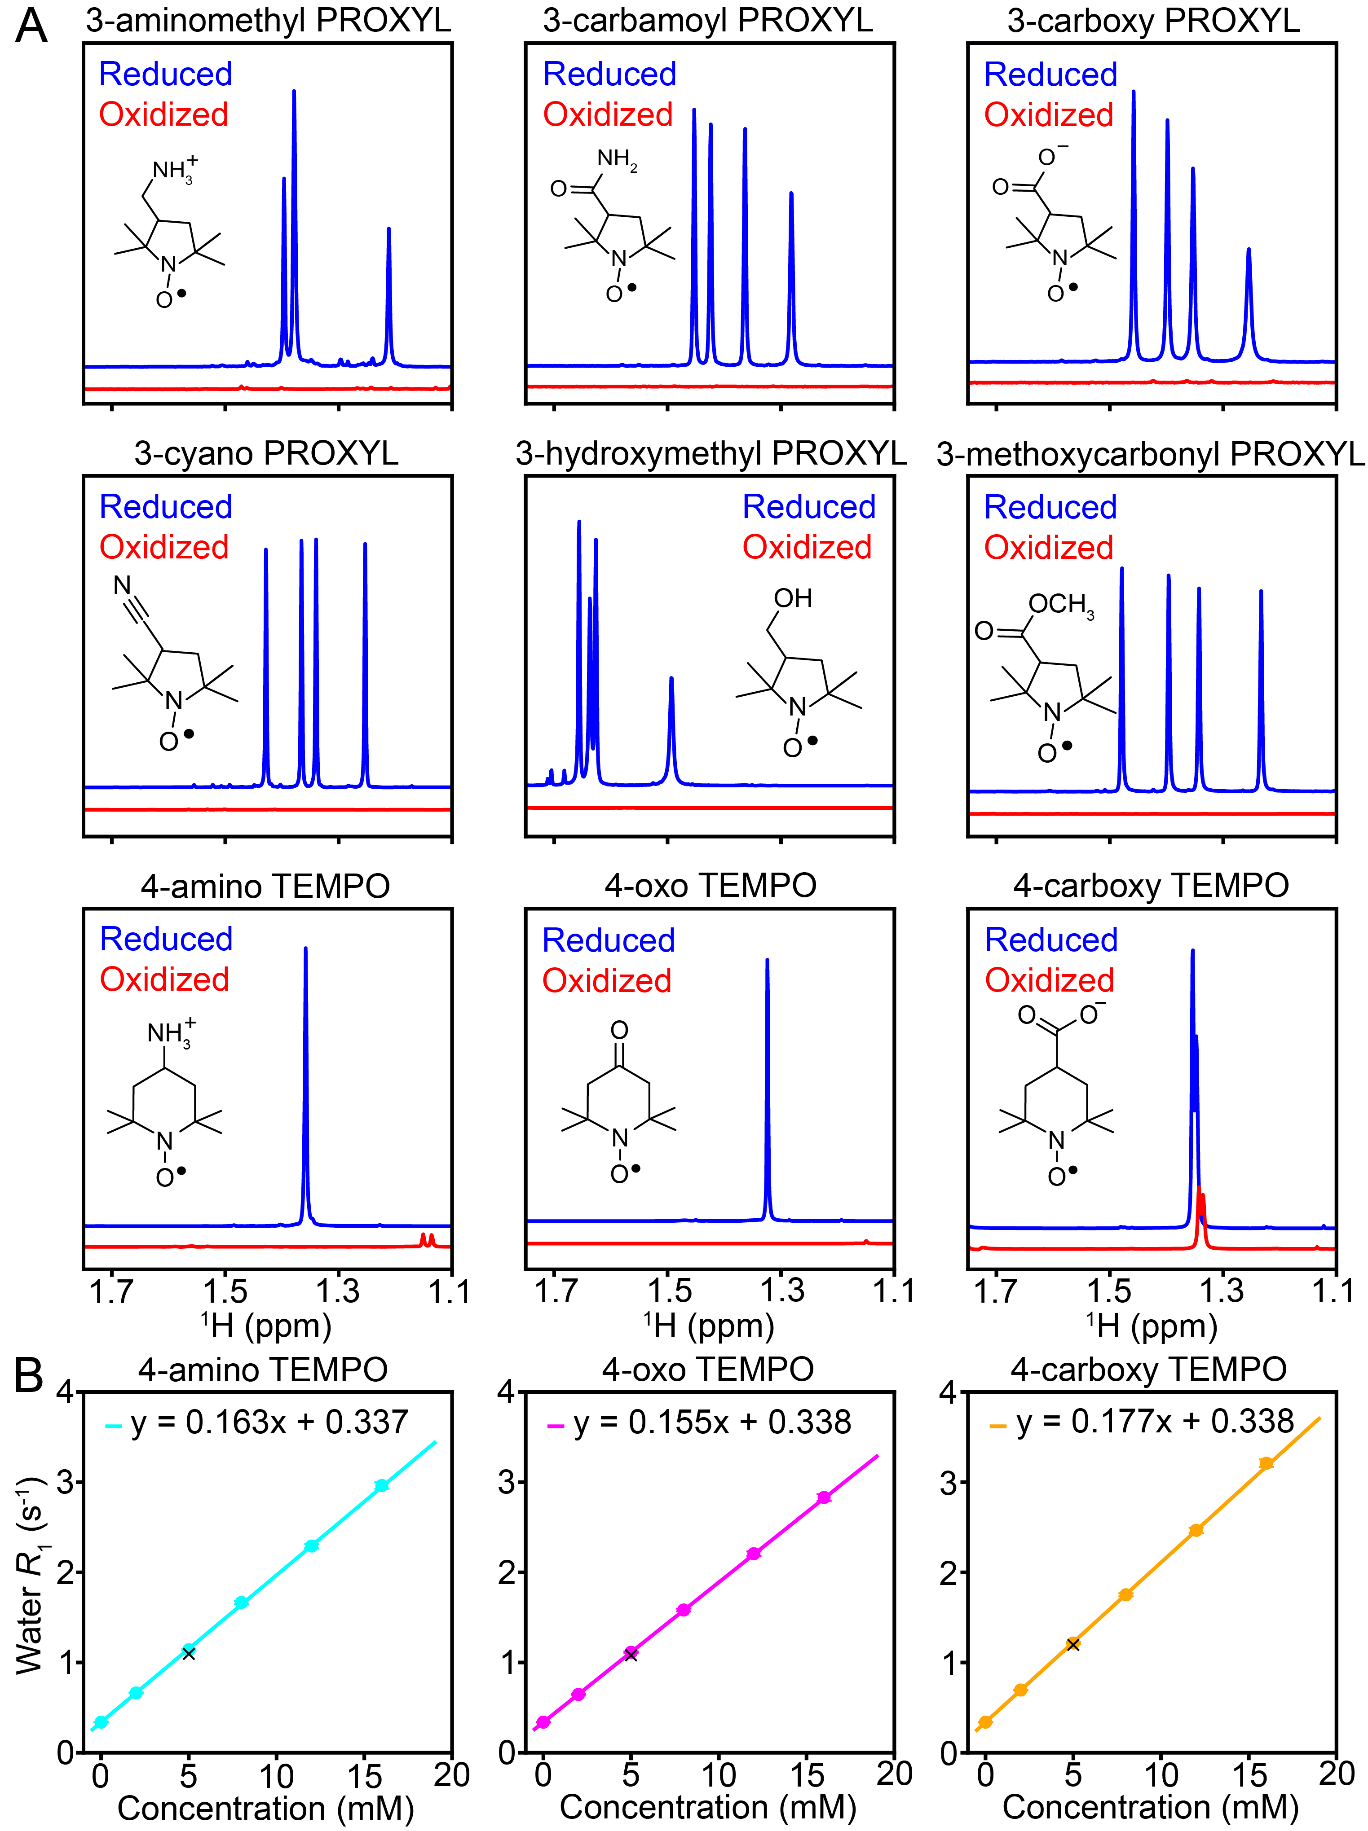 A
3-aminomethyl PROXYL
3-carbamoyl PROXYL
3-carboxy PROXYL
Reduced
Oxidized
NH3+
N
O•
Reduced
Oxidized
NH2
O
N
O•
Reduced
Oxidized
O−
O
N
O•
3-cyano PROXYL
3-hydroxymethyl PROXYL
3-methoxycarbonyl PROXYL
Reduced
Oxidized
N
N
O•
Reduced
Oxidized
OH
N
O•
Reduced
Oxidized
OCH3
O
N
O•
4-amino TEMPO
4-oxo TEMPO
4-carboxy TEMPO
Reduced
Oxidized
NH3+
N
O•
Reduced
Oxidized
O
N
O•
Reduced
Oxidized
O O−
N
O•
1.7 1.5 1.3 1.1
1.7 1.5 1.3 1.1
1.7 1.5 1.3 1.1
1H (ppm)
1H (ppm)
1H (ppm)
B
4-amino TEMPO
4-oxo TEMPO
4-carboxy TEMPO
Water R1 (s-1)
y = 0.163x + 0.337
4
3
2
1
0
0 5 10 15 20
Concentration (mM)
y = 0.155x + 0.338
4
3
2
1
0
0 5 10 15 20
Concentration (mM)
y = 0.177x + 0.338
4
3
2
1
0
0 5 10 15 20
Concentration (mM)